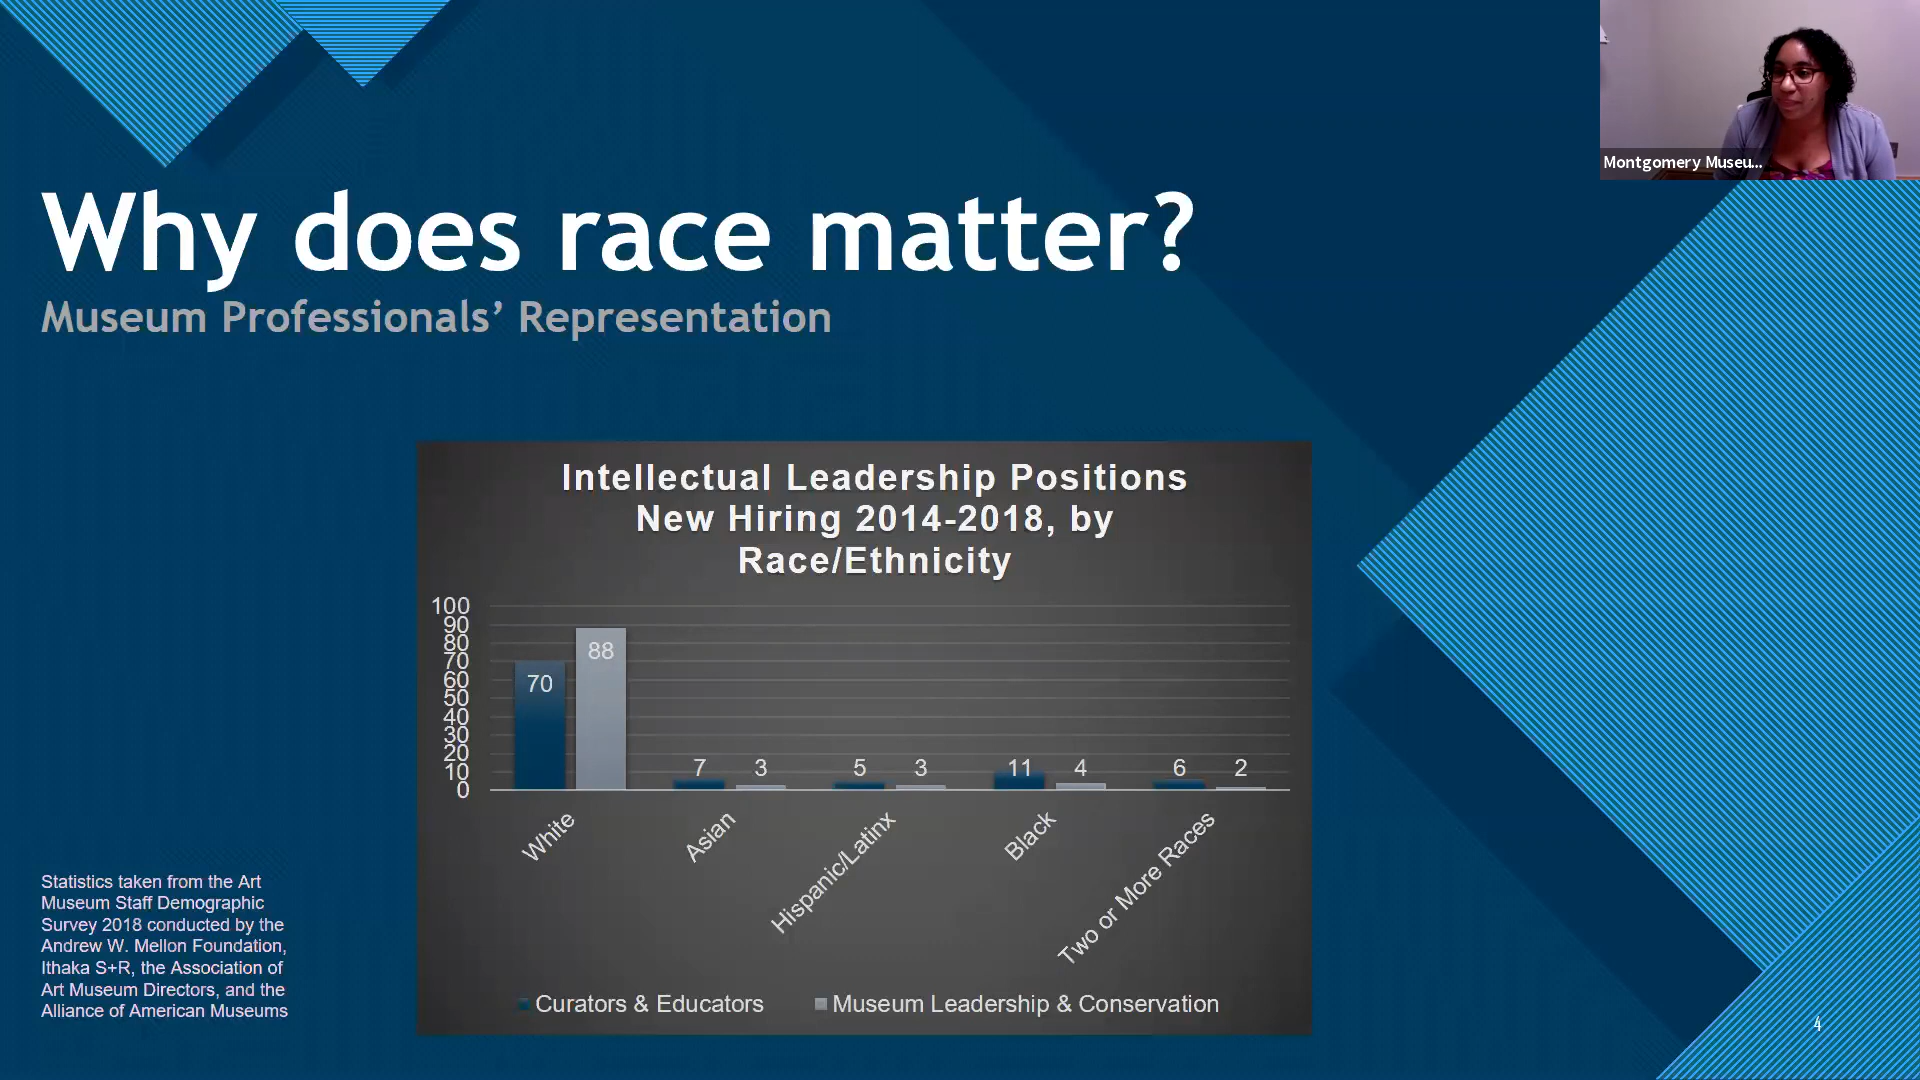 Montgomery Museu...
Why does race matter?
Museum Professionals' Representation
Intellectual Leadership Positions
New Hiring 2014-2018, by
Race/Ethnicity
100
90
80
70
60
50
40
30
20
10
0
70
88
7
3
5
3
11
4
6
2
White
Asian
Hispanic/Latinx
Black
Two or More Races
Curators & Educators
Museum Leadership & Conservation
Statistics taken from the Art
Museum Staff Demographic
Survey 2018 conducted by the
Andrew W. Mellon Foundation,
Ithaka S+R, the Association of
Art Museum Directors, and the
Alliance of American Museums
4